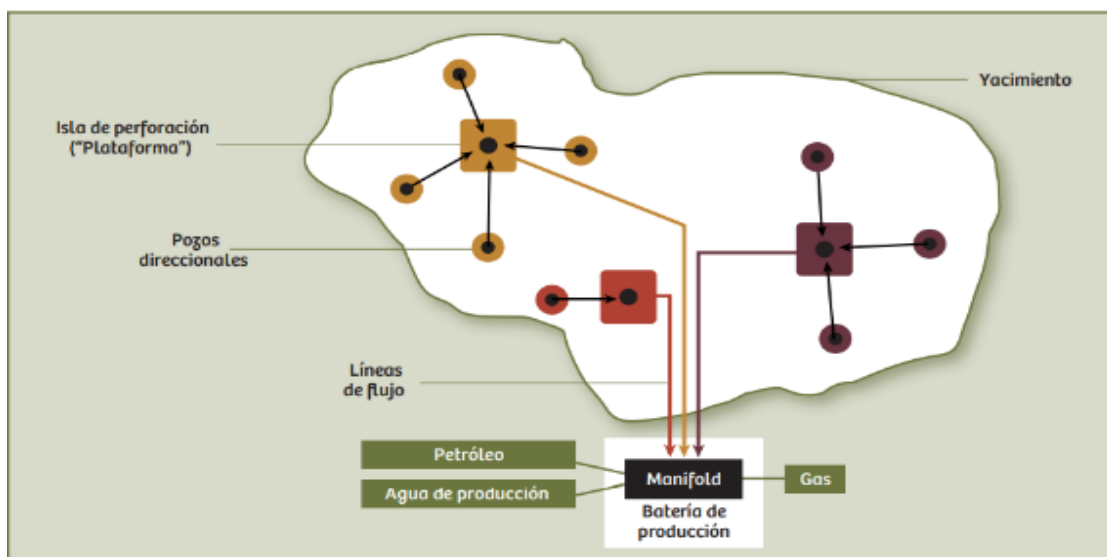 Yacimiento
Isla de perforación
("Plataforma")
Pozos
direccionales
Líneas
de flujo
Petróleo
Agua de producción
Manifold
Gas
Batería de
producción